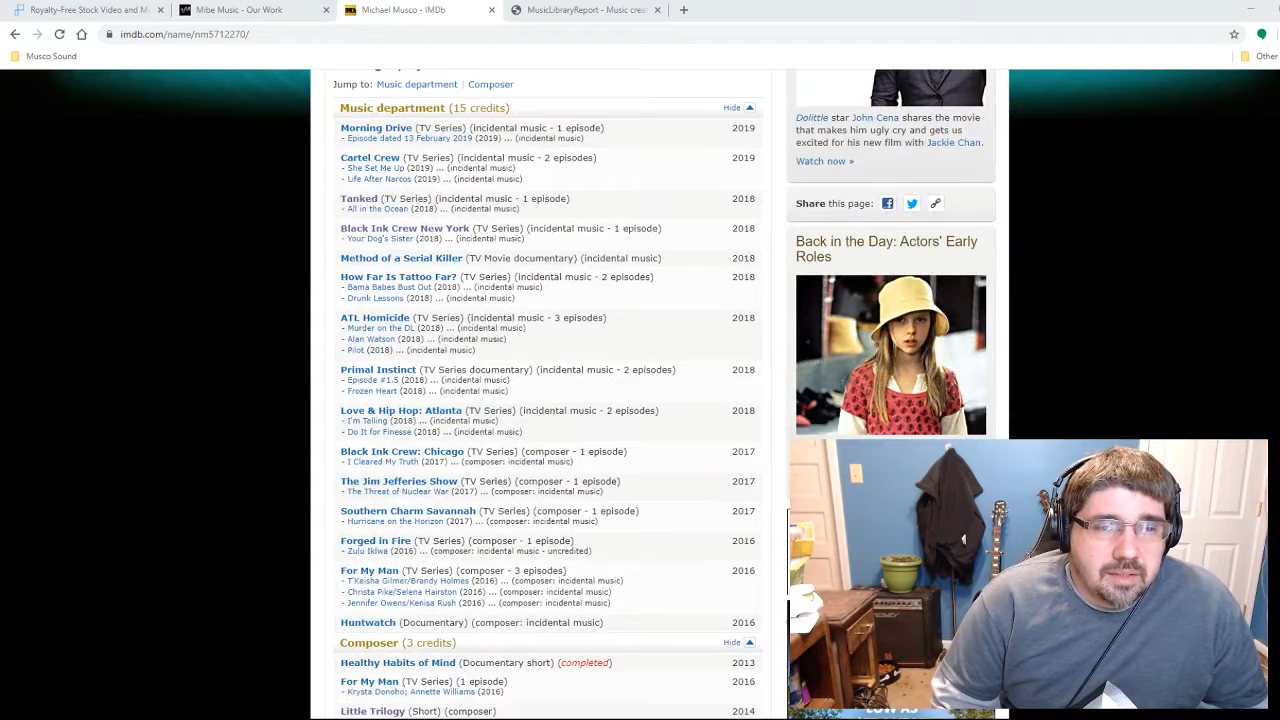 Royalty-Free Stock Video and M
Mibe Music - Our Work
Michael Musco - IMDb
MusicLibraryReport - Music crea
imdb.com/name/nm5712270/
Musco Sound
Other
Jump to: Music department | Composer
Music department (15 credits) Hide
Morning Drive (TV Series) (incidental music - 1 episode) 2019
- Episode dated 13 February 2019 (2019) ... (incidental music)
Cartel Crew (TV Series) (incidental music - 2 episodes) 2019
- She Set Me Up (2019) ... (incidental music)
- Life After Narcos (2019) ... (incidental music)
Tanked (TV Series) (incidental music - 1 episode) 2018
- All in the Ocean (2018) ... (incidental music)
Black Ink Crew New York (TV Series) (incidental music - 1 episode) 2018
- Your Dog's Sister (2018) ... (incidental music)
Method of a Serial Killer (TV Movie documentary) (incidental music) 2018
How Far Is Tattoo Far? (TV Series) (incidental music - 2 episodes) 2018
- Bama Babes Bust Out (2018) ... (incidental music)
- Drunk Lessons (2018) ... (incidental music)
ATL Homicide (TV Series) (incidental music - 3 episodes) 2018
- Murder on the DL (2018) ... (incidental music)
- Alan Watson (2018) ... (incidental music)
- Pilot (2018) ... (incidental music)
Primal Instinct (TV Series documentary) (incidental music - 2 episodes) 2018
- Episode #1.5 (2018) ... (incidental music)
- Frozen Heart (2018) ... (incidental music)
Love & Hip Hop: Atlanta (TV Series) (incidental music - 2 episodes) 2018
- I'm Telling (2018) ... (incidental music)
- Do It for Finesse (2018) ... (incidental music)
Black Ink Crew: Chicago (TV Series) (composer - 1 episode) 2017
- I Cleared My Truth (2017) ... (composer: incidental music)
The Jim Jefferies Show (TV Series) (composer - 1 episode) 2017
- The Threat of Nuclear War (2017) ... (composer: incidental music)
Southern Charm Savannah (TV Series) (composer - 1 episode) 2017
- Hurricane on the Horizon (2017) ... (composer: incidental music)
Forged in Fire (TV Series) (composer - 1 episode) 2016
- Zulu Iklwa (2016) ... (composer: incidental music - uncredited)
For My Man (TV Series) (composer - 3 episodes) 2016
- T'Keisha Gilmer/Brandy Holmes (2016) ... (composer: incidental music)
- Christa Pike/Selena Hairston (2016) ... (composer: incidental music)
- Jennifer Owens/Kenisa Rush (2016) ... (composer: incidental music)
Huntwatch (Documentary) (composer: incidental music) 2016
Composer (3 credits) Hide
Healthy Habits of Mind (Documentary short) (completed) 2013
For My Man (TV Series) (1 episode) 2016
- Krysta Donoho; Annette Williams (2016)
Little Trilogy (Short) (composer) 2014
Dolittle star John Cena shares the movie
that makes him ugly cry and gets us
excited for his new film with Jackie Chan.
Watch now »
Share this page:
Back in the Day: Actors' Early
Roles